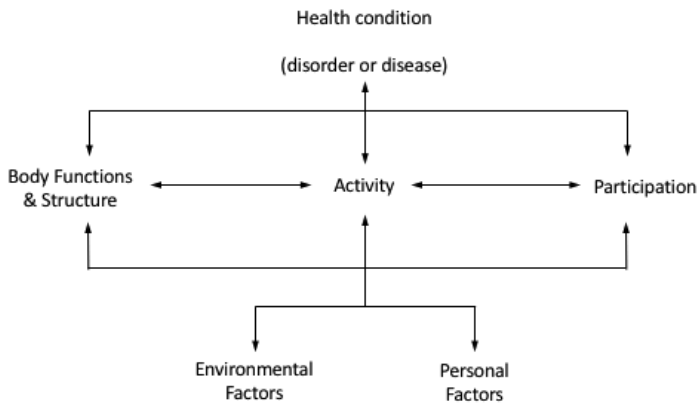 Health condition
(disorder or disease)
Body Functions
& Structure
Activity
Participation
Environmental
Factors
Personal
Factors